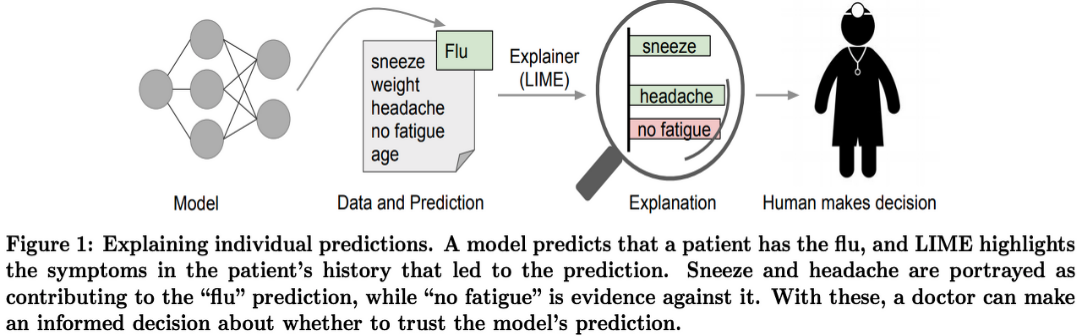 Flu
sneeze
weight
headache
no fatigue
age
Explainer
(LIME)
sneeze
headache
no fatigue
Model
Data and Prediction
Explanation
Human makes decision
Figure 1: Explaining individual predictions. A model predicts that a patient has the flu, and LIME highlights
the symptoms in the patient's history that led to the prediction. Sneeze and headache are portrayed as
contributing to the “flu” prediction, while “no fatigue” is evidence against it. With these, a doctor can make
an informed decision about whether to trust the model's prediction.